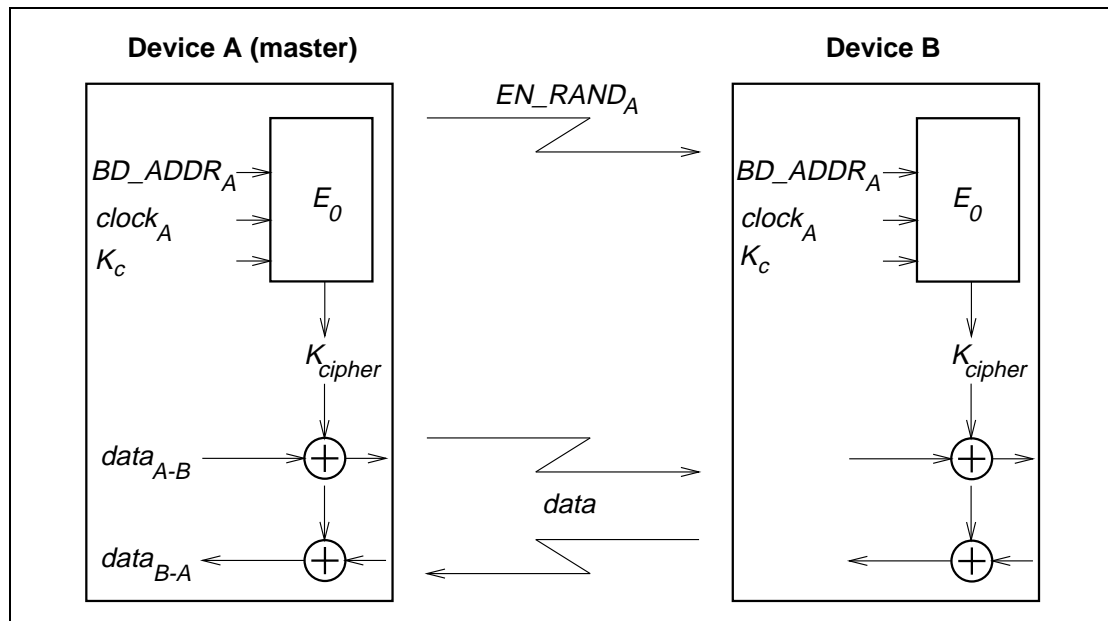 Device A (master)
Device B
EN_RAND_A
BD_ADDR_A
clock_A
K_c
E_0
BD_ADDR_A
clock_A
K_c
E_0
K_cipher
K_cipher
data_A-B
data
data_B-A